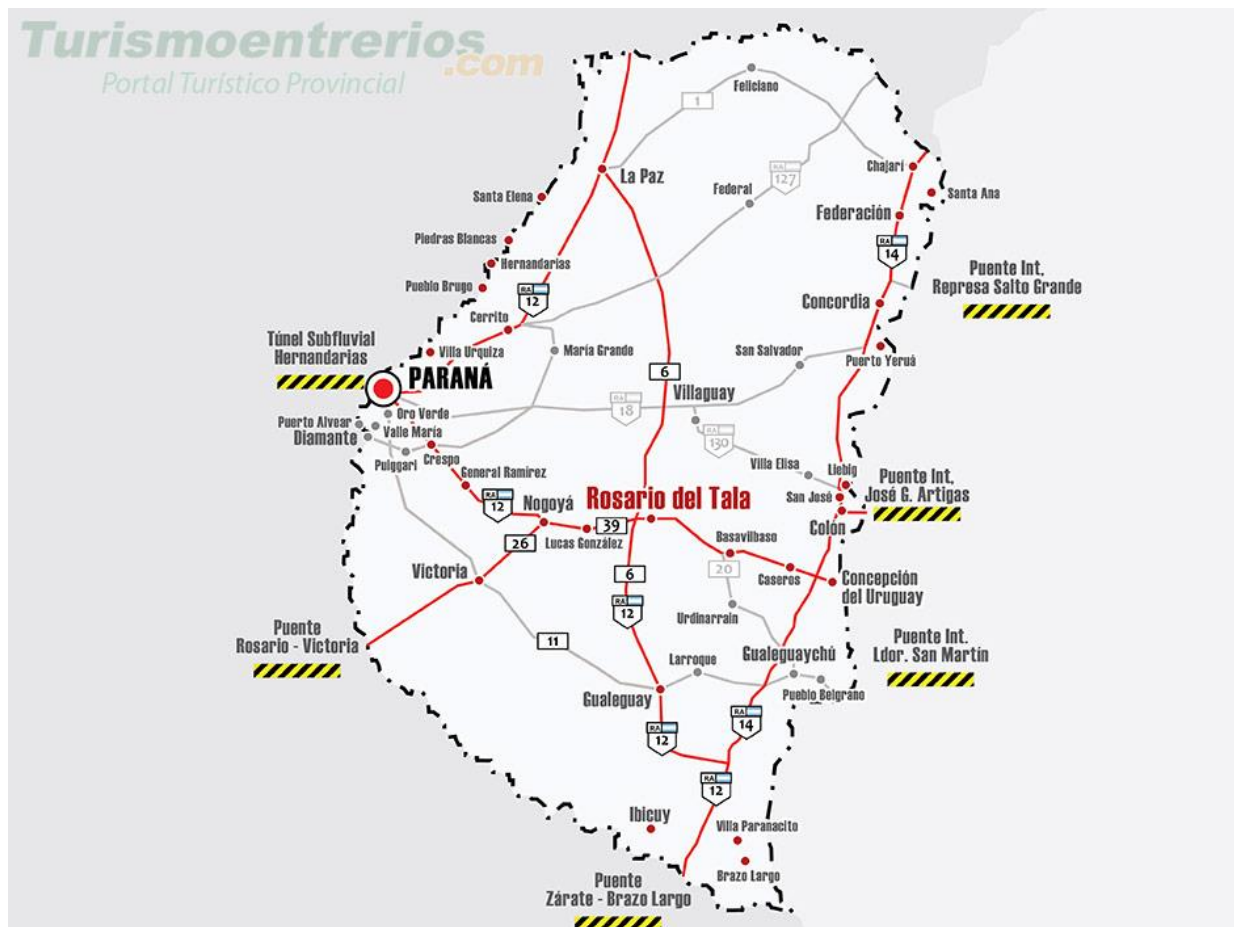 Turismoentrerios
.com
Portal Turístico Provincial
Feliciano
1
Chajarí
La Paz
RA
127
Federal
Santa Elena
Santa Ana
Federación
Piedras Blancas
RA
14
Hernandarias
Puente Int.
Represa Salto Grande
Pueblo Brugo
RA
12
Concordia
Cerrito
Túnel Subfluvial
Hernandarias
Villa Urquiza
María Grande
San Salvador
Puerto Yeruá
PARANÁ
6
Villaguay
RA
18
Oro Verde
Puerto Alvear
Valle María
Diamante
RA
130
Puiggari
Crespo
Villa Elisa
Liebig
General Ramírez
Puente Int.
José G. Artigas
San José
RA
12
Nogoyá
Rosario del Tala
39
Colón
Lucas González
Basavilbaso
26
20
Victoria
6
Caseros
Concepción
del Uruguay
RA
12
Urdinarrain
Puente
Rosario - Victoria
11
Puente Int.
Ldor. San Martín
Larroque
Gualeguaychú
Gualeguay
Pueblo Belgrano
RA
12
RA
14
RA
12
Ibicuy
Villa Paranacito
Brazo Largo
Puente
Zárate - Brazo Largo